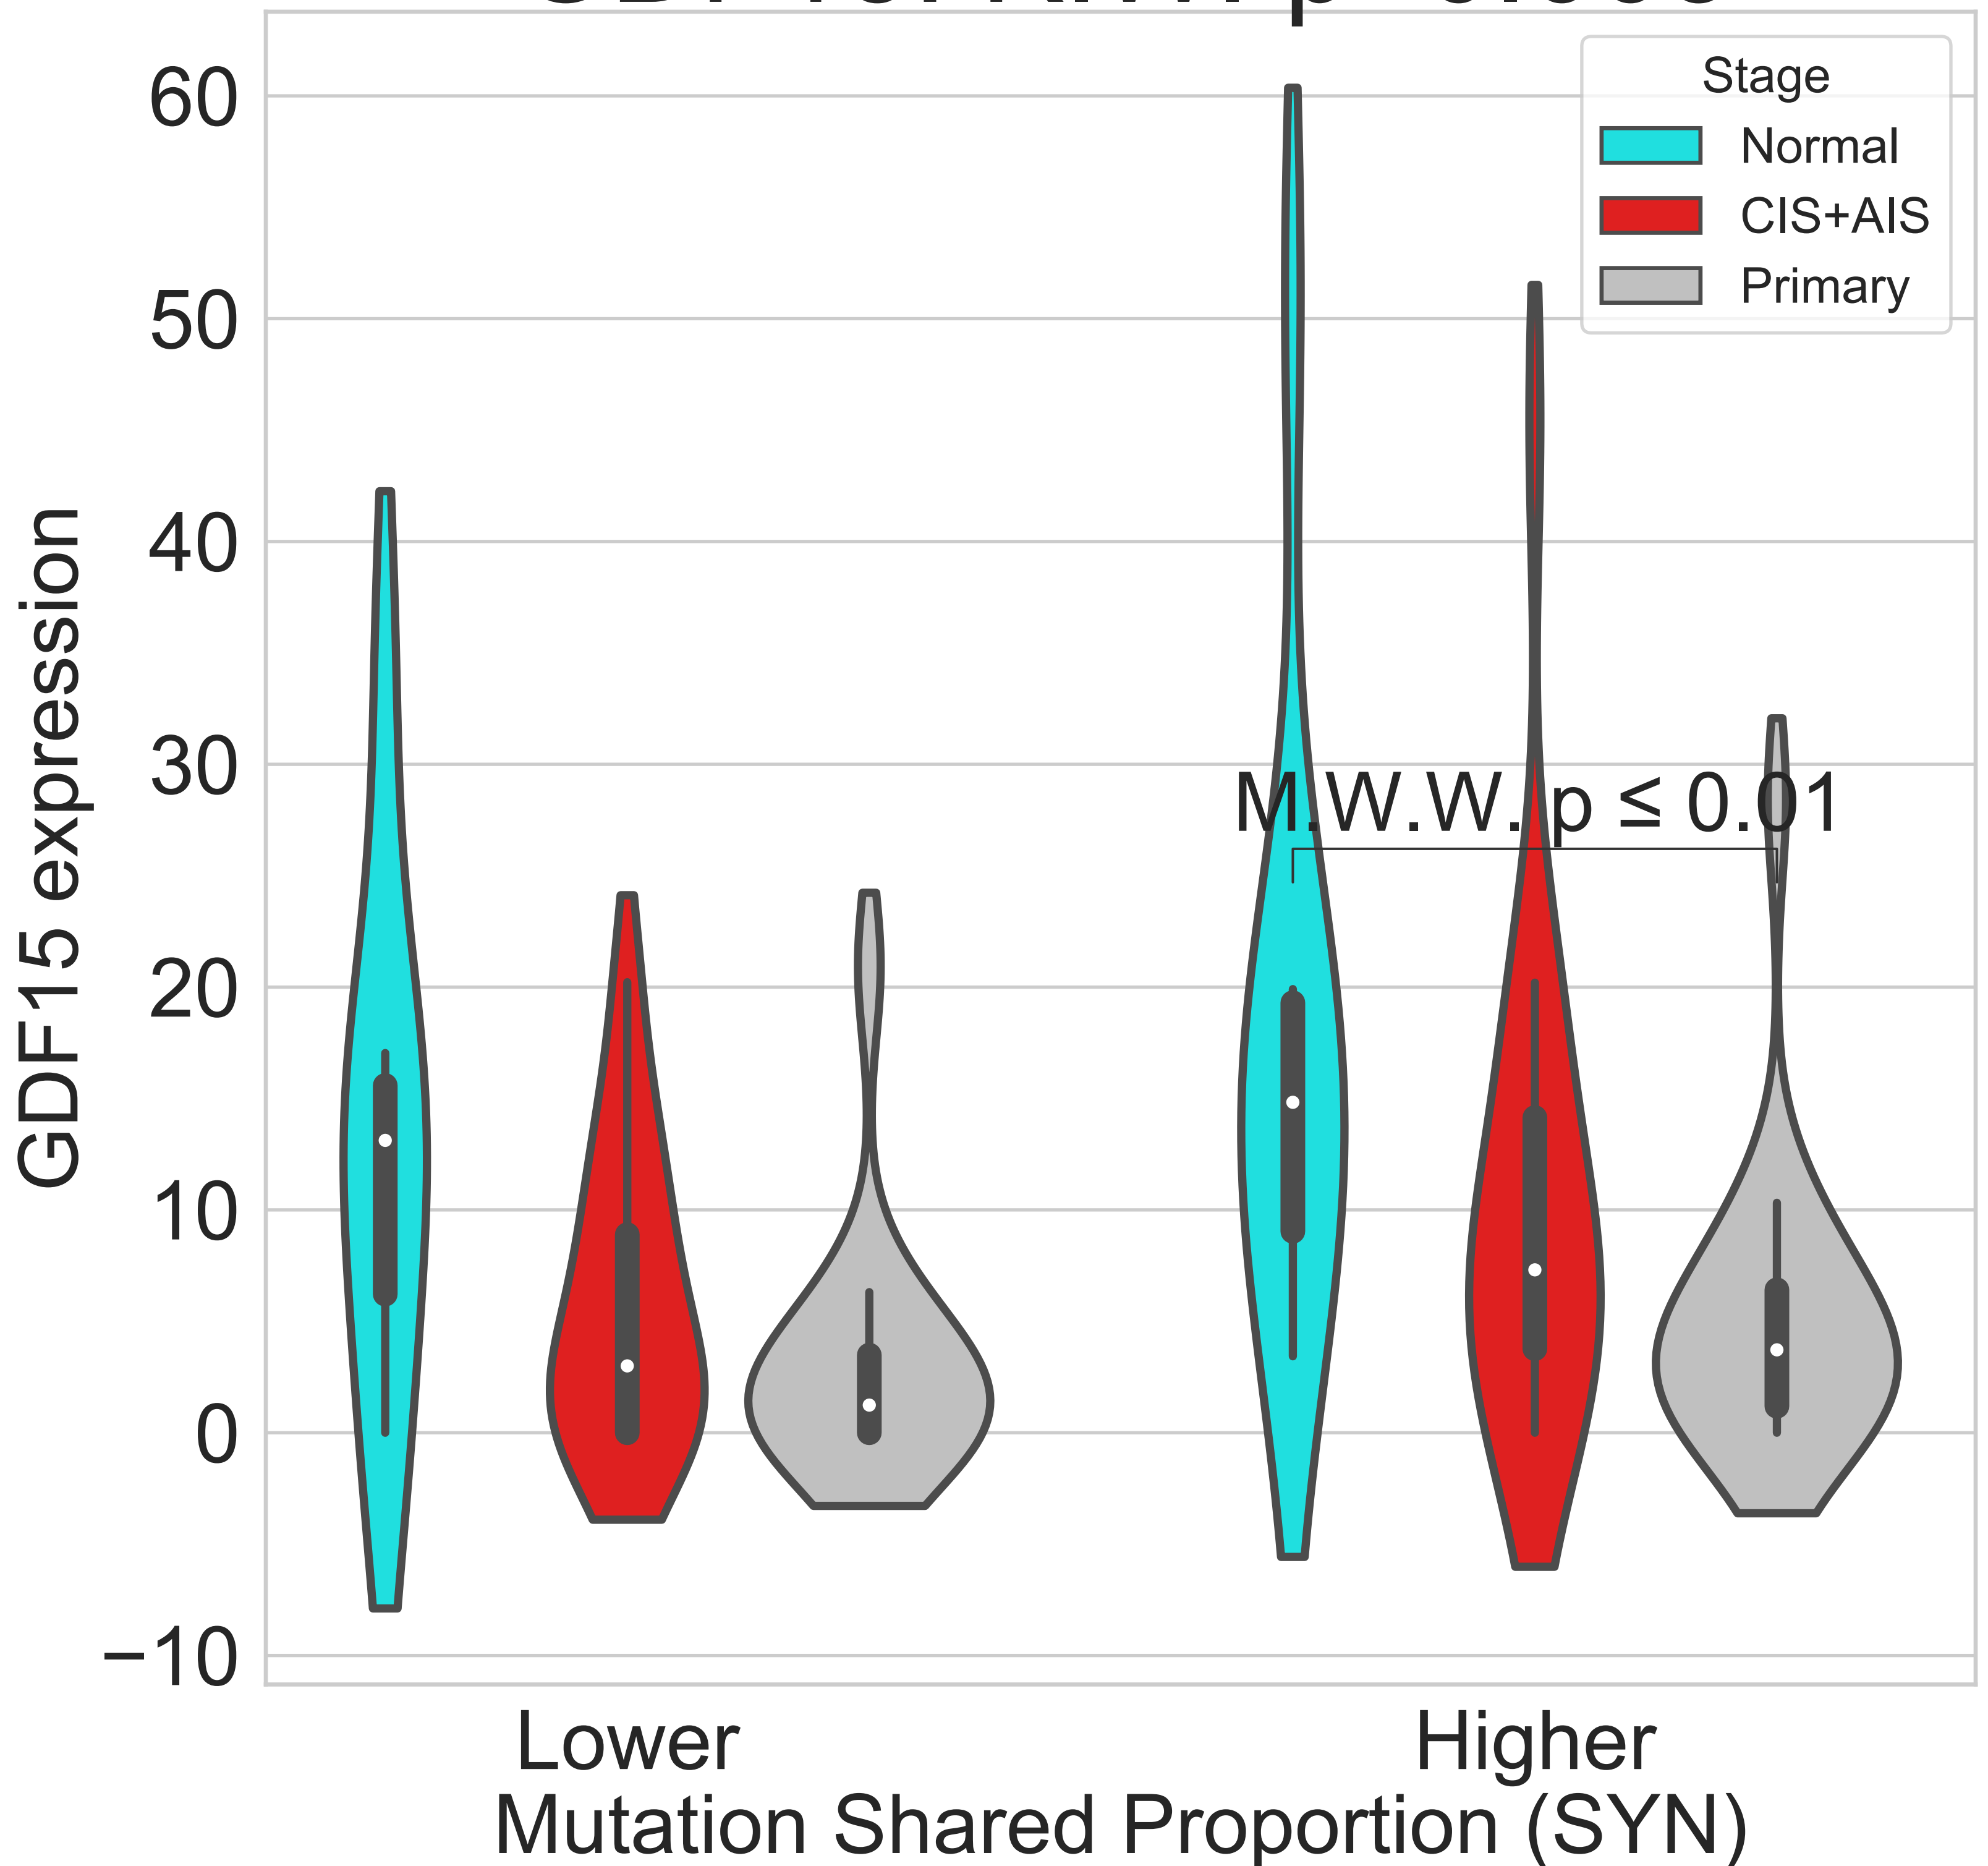 60
50
40
30
20
10
0
−10
GDF15 expression
Stage
Normal
CIS+AIS
Primary
M.W.W. p ≤ 0.01
Lower
Higher
Mutation Shared Proportion (SYN)